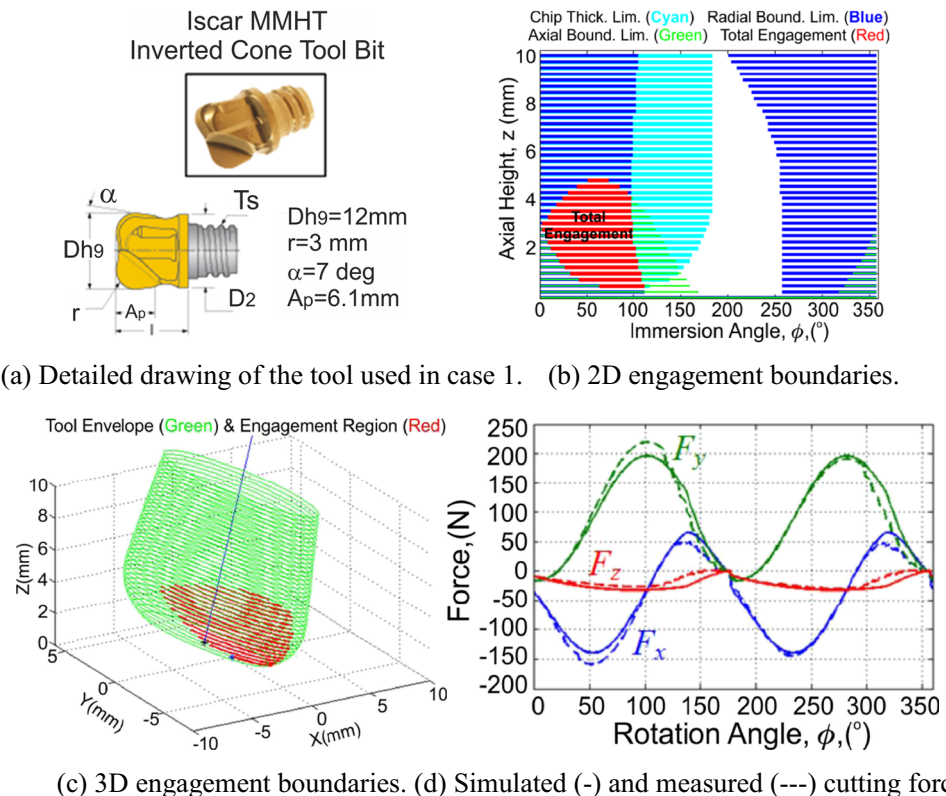 Iscar MMHT
Inverted Cone Tool Bit
α
Ts
Dh9
D2
r
Ap
l
Dh9=12mm
r=3 mm
α=7 deg
Ap=6.1mm
Chip Thick. Lim. (Cyan) Radial Bound. Lim. (Blue)
Axial Bound. Lim. (Green) Total Engagement (Red)
Axial Height, z (mm)
10
8
6
4
2
Total
Engagement
0 50 100 150 200 250 300 350
Immersion Angle, ϕ,(°)
(a) Detailed drawing of the tool used in case 1. (b) 2D engagement boundaries.
Tool Envelope (Green) & Engagement Region (Red)
Z(mm)
10
8
6
4
2
0
5
0
-5
Y(mm)
-10
-5
0
5
10
X(mm)
Force,(N)
250
200
150
100
50
0
-50
-100
-150
-200
Fy
Fz
Fx
0 50 100 150 200 250 300 350
Rotation Angle, ϕ,(°)
(c) 3D engagement boundaries. (d) Simulated (-) and measured (---) cutting forc